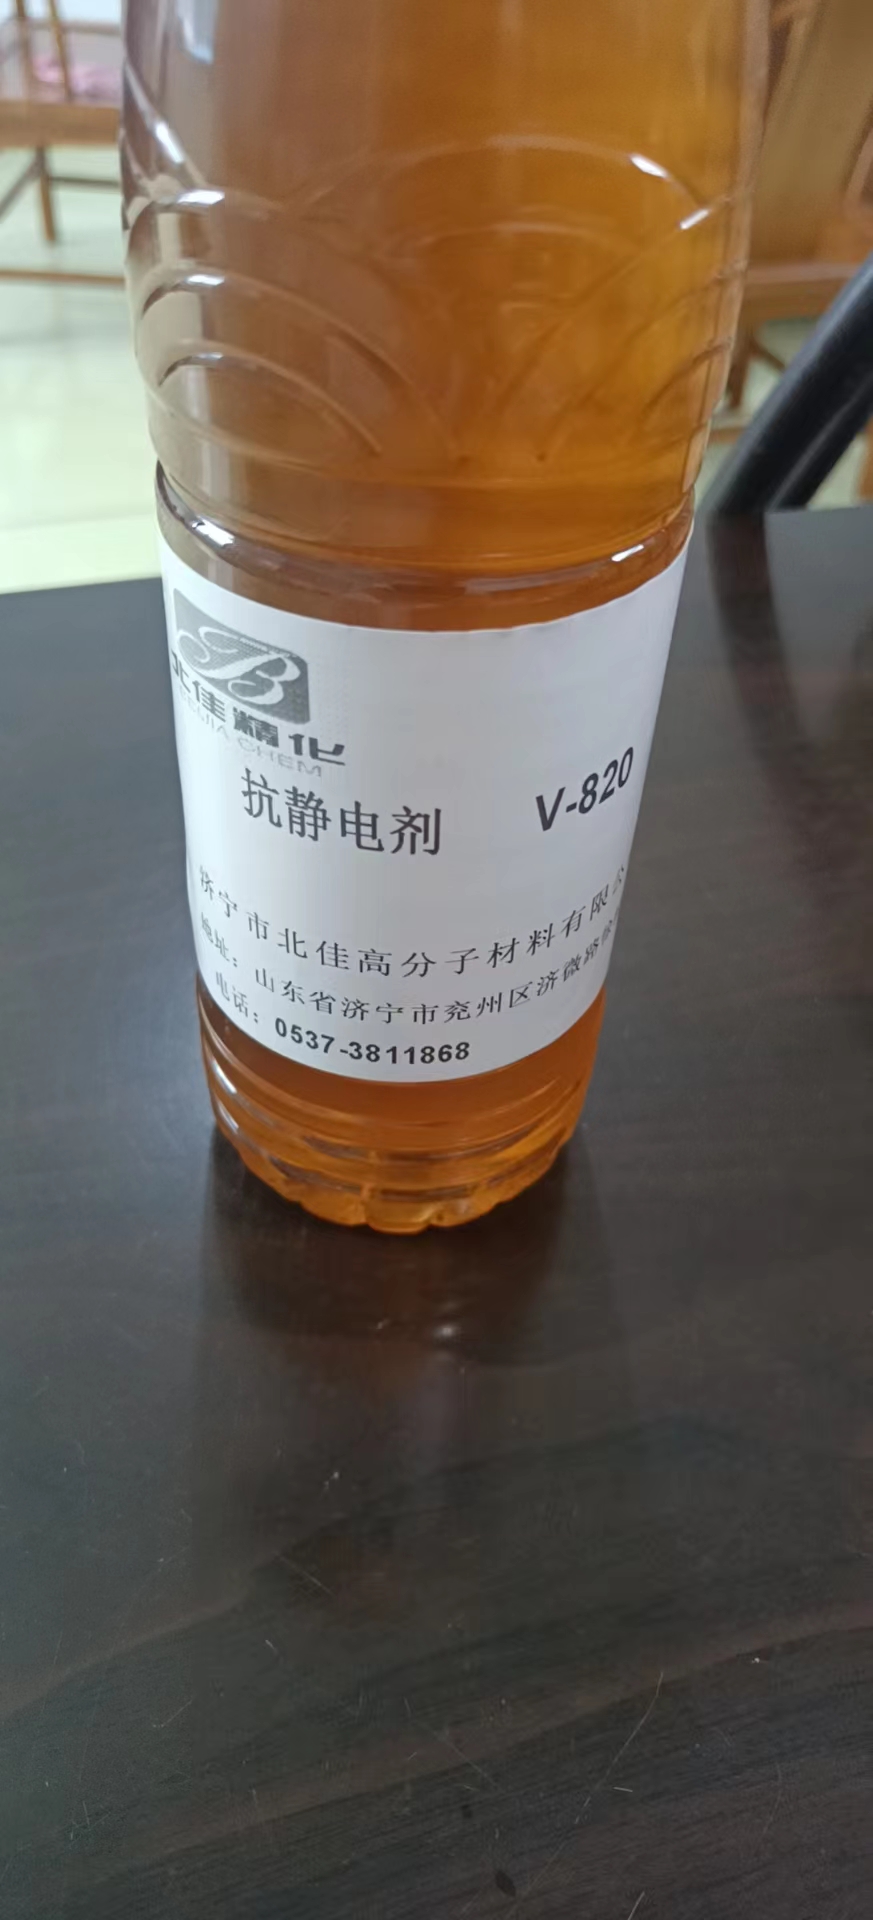 北佳精化
BEIJIA CHEM
抗静电剂 V-820
济宁市北佳高分子材料有限公
地址：山东省济宁市兖州区济微路
电话：0537-3811868